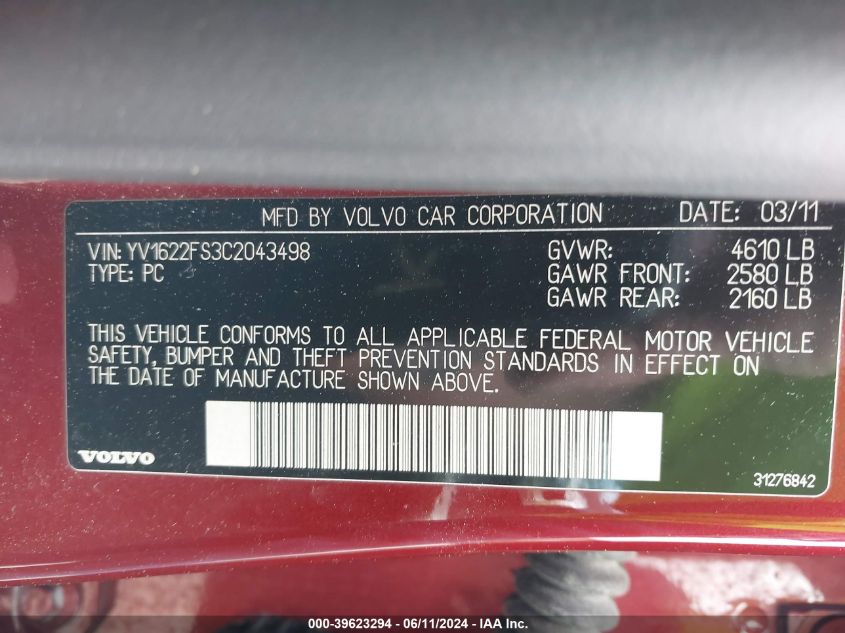 MFD BY VOLVO CAR CORPORATION DATE: 03/11
VIN: YV1622FS3C2043498 GVWR: 4610 LB
TYPE: PC GAWR FRONT: 2580 LB
GAWR REAR: 2160 LB
THIS VEHICLE CONFORMS TO ALL APPLICABLE FEDERAL MOTOR VEHICLE
SAFETY, BUMPER AND THEFT PREVENTION STANDARDS IN EFFECT ON
THE DATE OF MANUFACTURE SHOWN ABOVE.
VOLVO
31276842
000-39623294 - 06/11/2024 - IAA Inc.